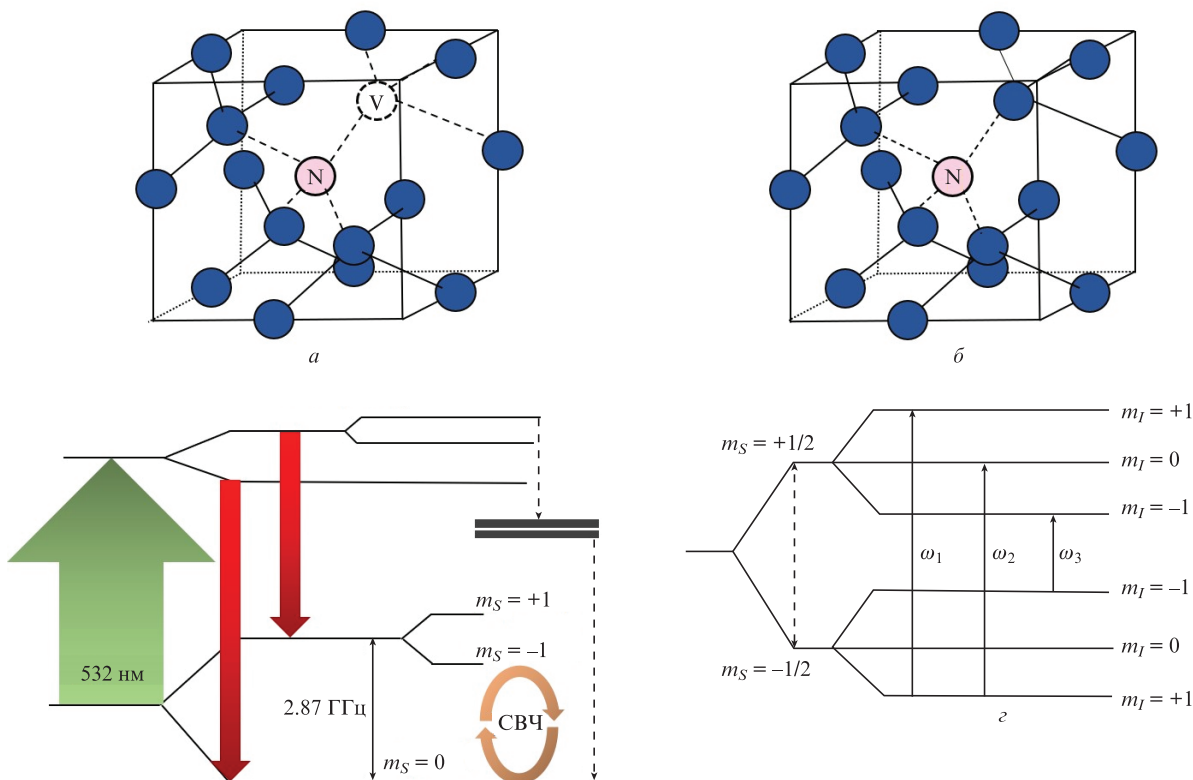 V
N
а
N
б
532 нм
2.87 ГГц
m_S = +1
m_S = –1
СВЧ
m_S = 0
m_S = +1/2
m_S = –1/2
ω_1
ω_2
ω_3
m_I = +1
m_I = 0
m_I = –1
m_I = –1
m_I = 0
m_I = +1
г